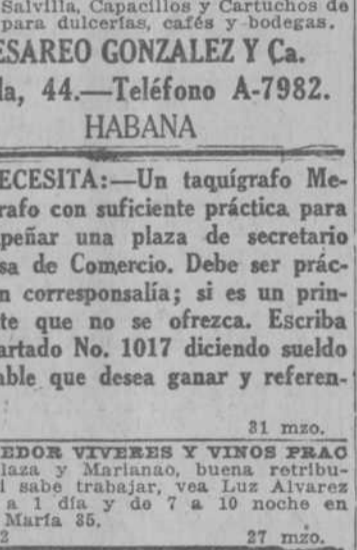 Salvilla, Capacillos y Cartuchos de
para dulcerías, cafés y bodegas.
ESAREO GONZALEZ Y Ca.
la, 44.—Teléfono A-7982.
HABANA
ECESITA:—Un taquígrafo Me-
rafo con suficiente práctica para
peñar una plaza de secretario
sa de Comercio. Debe ser prác-
n corresponsalía; si es un prin-
te que no se ofrezca. Escriba
artado No. 1017 diciendo sueldo
able que desea ganar y referen-
31 mzo.
EDOR VIVERES Y VINOS PRAC
laza y Marianao, buena retribu-
i sabe trabajar, vea Luz Alvarez
a 1 día y de 7 a 10 noche en
María 35.
2 27 mzo.